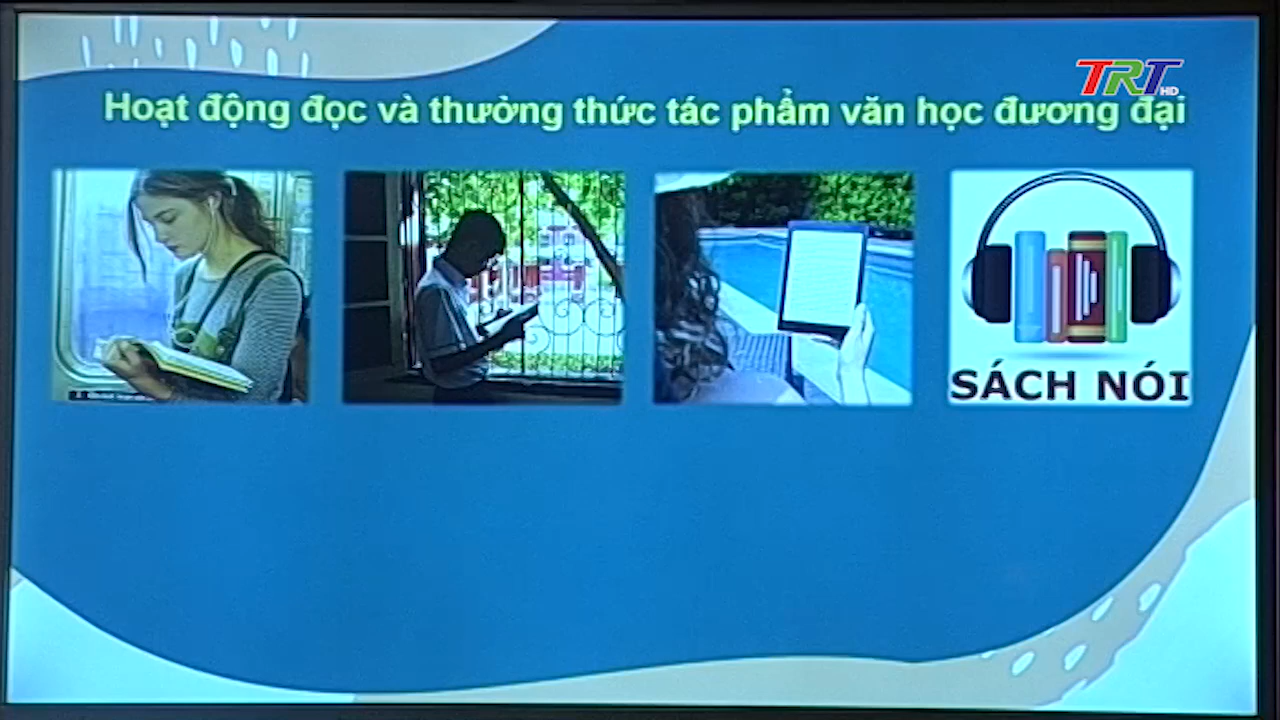 TRT HD
Hoạt động đọc và thưởng thức tác phẩm văn học đương đại
SÁCH NÓI